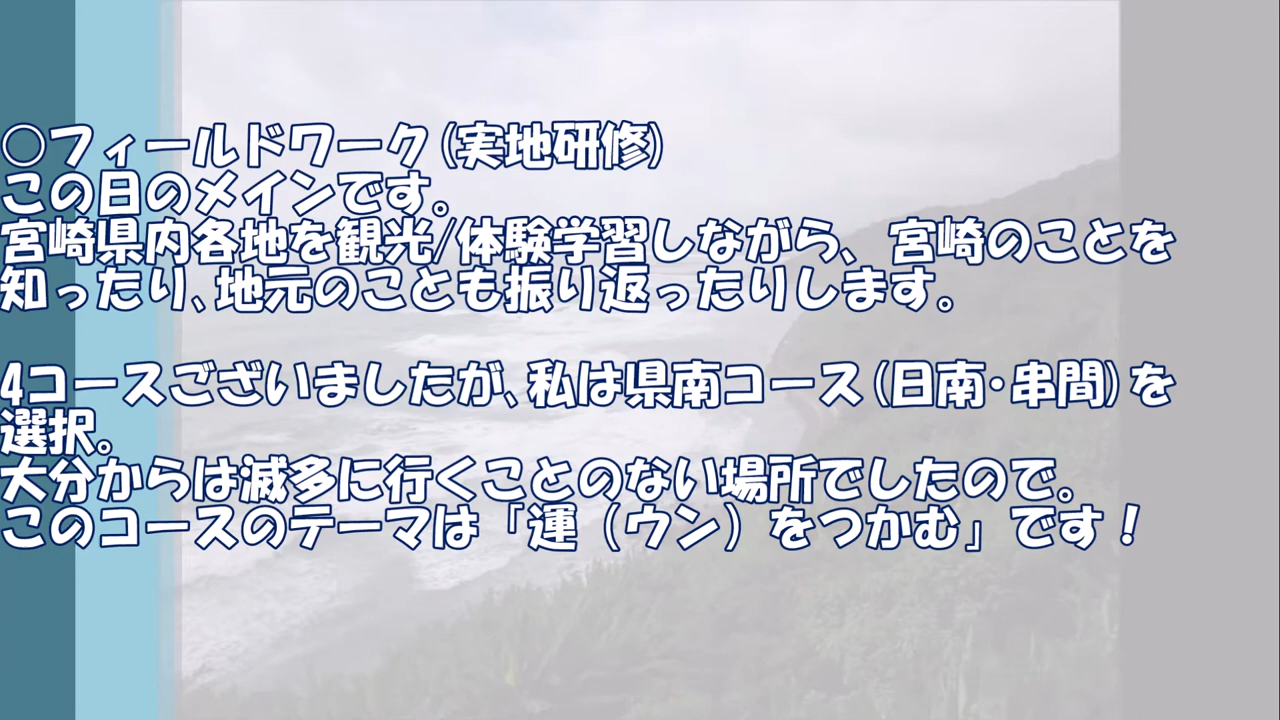 ○フィールドワーク(実地研修)
この日のメインです。
宮崎県内各地を観光/体験学習しながら、宮崎のことを
知ったり､地元のことも振り返ったりします。
4コースございましたが､私は県南コース(日南･串間)を
選択。
大分からは滅多に行くことのない場所でしたので。
このコースのテーマは「運（ウン）をつかむ」です！